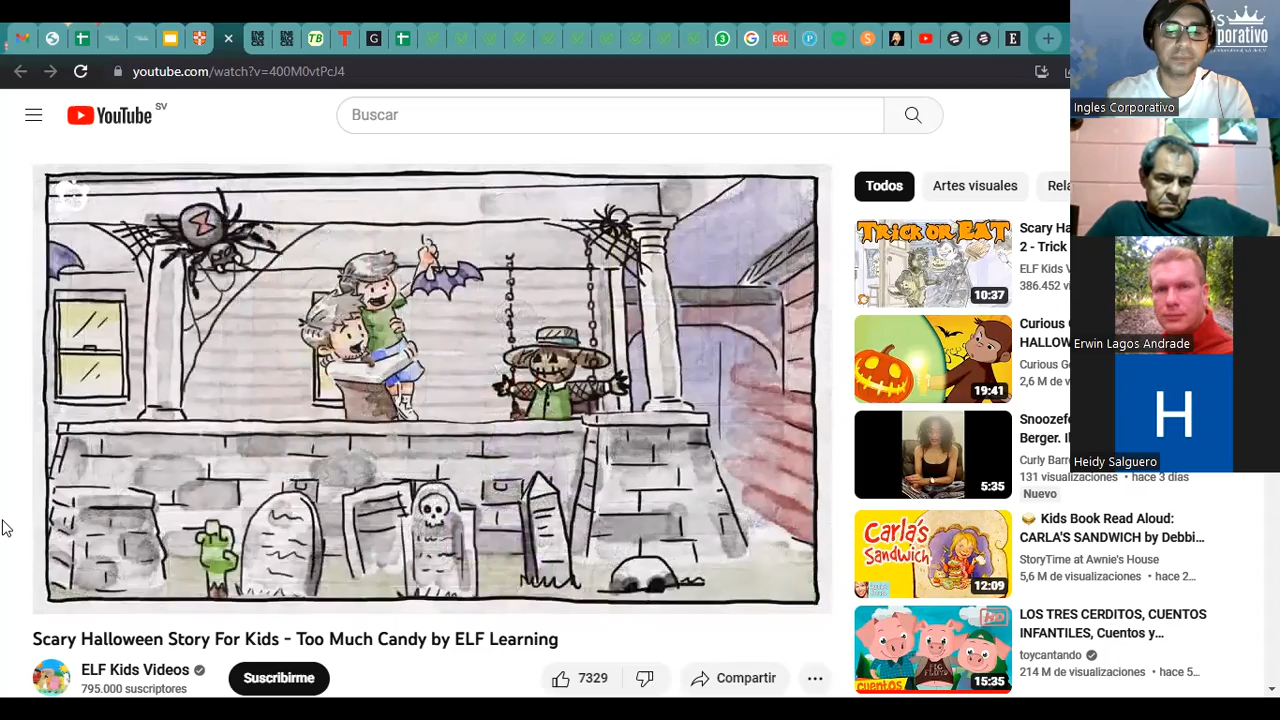 youtube.com/watch?v=400M0vtPcJ4
YouTube SV
Buscar
Ingles Corporativo
Erwin Lagos Andrade
H
Heidy Salguero
Todos
Artes visuales
Rela
TRICK OR EAT
10:37
Scary Ha
2 - Trick
ELF Kids V
386.452 vi
19:41
Curious G
HALLOW
Curious Ge
2,6 M de v
5:35
Snoozefe
Berger. Il
Curly Barre
131 visualizaciones • hace 3 días
Nuevo
CARLA'S
SANDWICH
12:09
Kids Book Read Aloud:
CARLA'S SANDWICH by Debbi…
StoryTime at Awnie's House
5,6 M de visualizaciones • hace 2…
HD
CUENTOS
15:35
LOS TRES CERDITOS, CUENTOS
INFANTILES, Cuentos y…
toycantando
214 M de visualizaciones • hace 5…
Scary Halloween Story For Kids - Too Much Candy by ELF Learning
ELF Kids Videos
795.000 suscriptores
Suscribirme
7329
Compartir